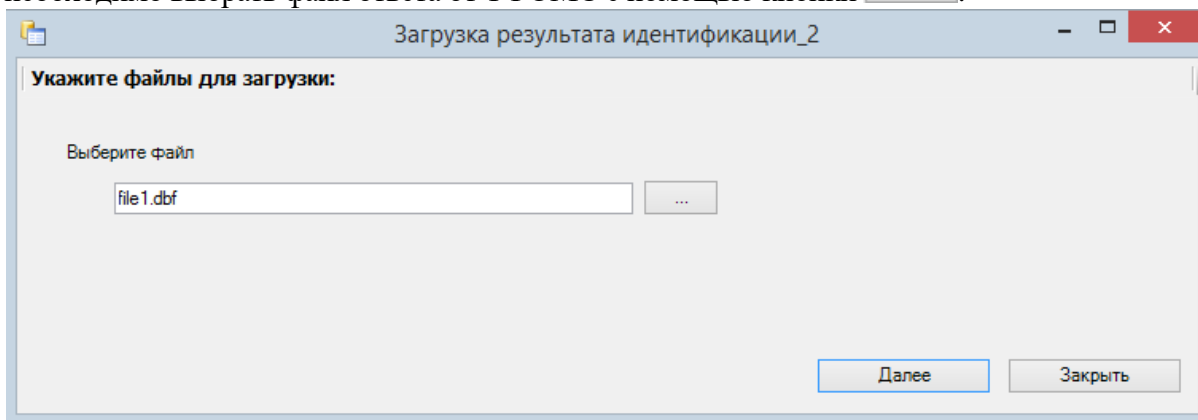 Загрузка результата идентификации_2
Укажите файлы для загрузки:
Выберите файл
file1.dbf
...
Далее Закрыть